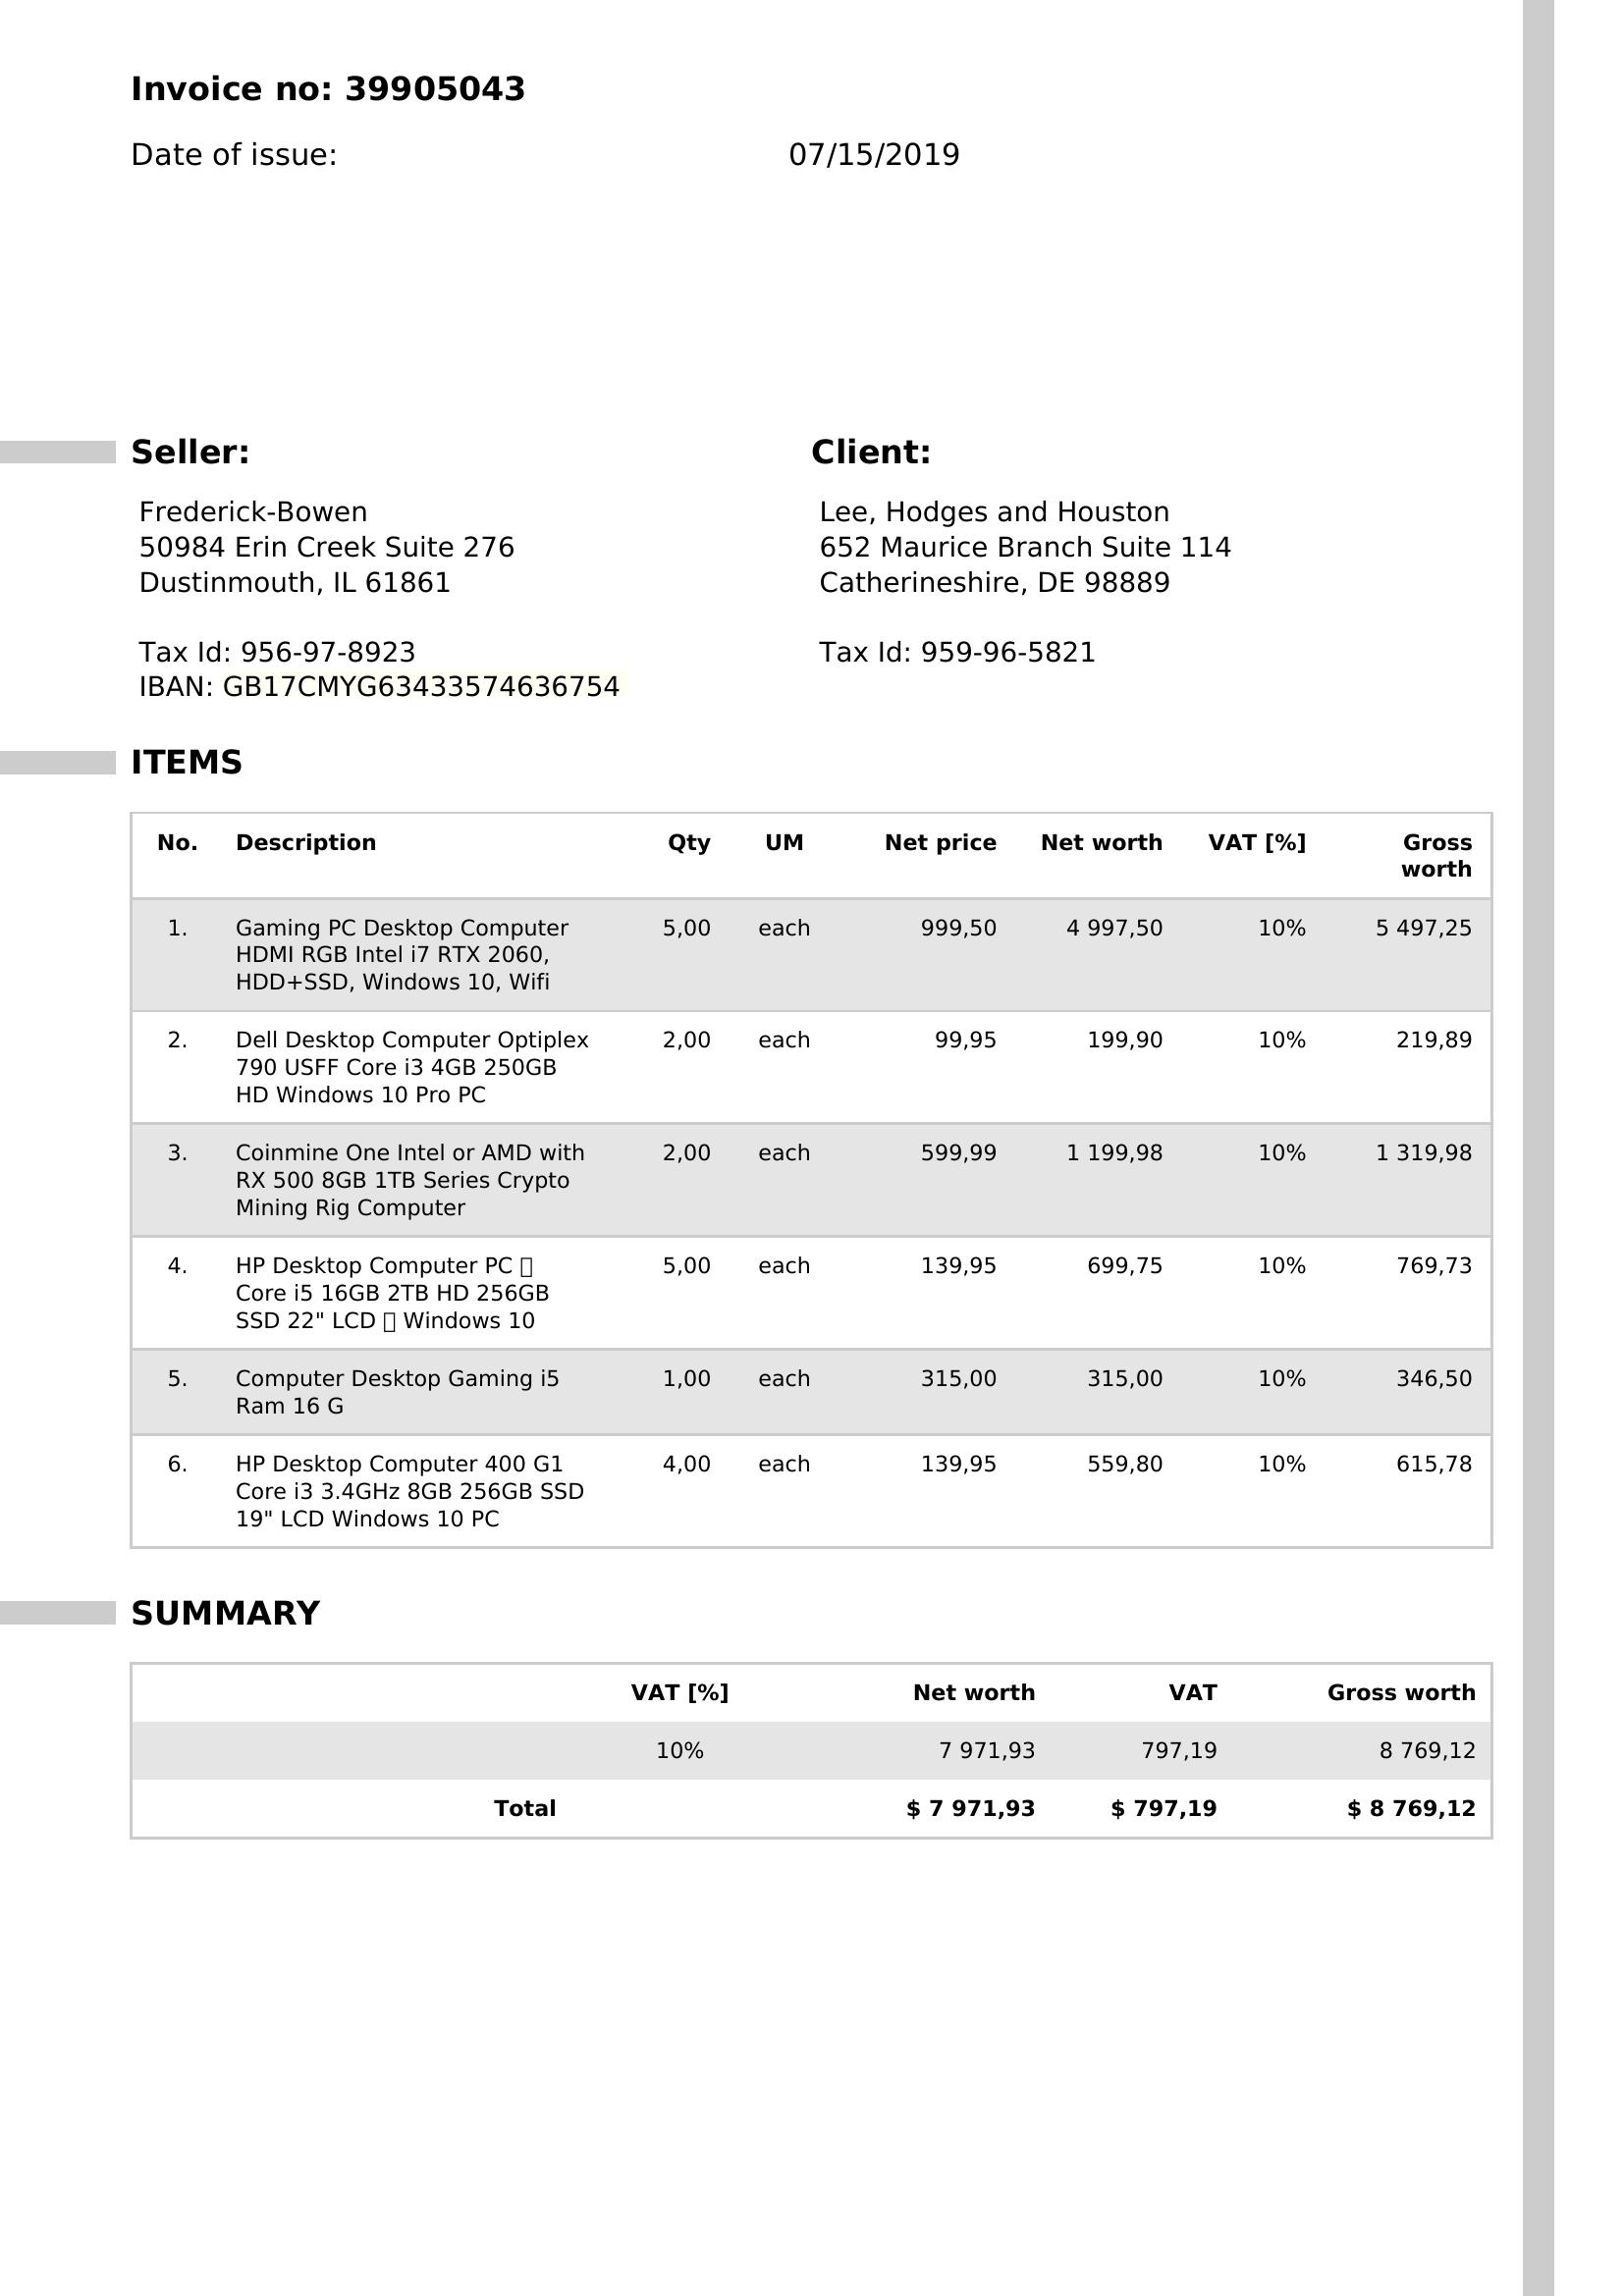 Invoice no: 39905043
Date of issue: 07/15/2019
Seller:
Frederick-Bowen
50984 Erin Creek Suite 276
Dustinmouth, IL 61861
Tax Id: 956-97-8923
IBAN: GB17CMYG63433574636754
Client:
Lee, Hodges and Houston
652 Maurice Branch Suite 114
Catherineshire, DE 98889
Tax Id: 959-96-5821
ITEMS
No. Description Qty UM Net price Net worth VAT [%] Gross
worth
1. Gaming PC Desktop Computer 5,00 each 999,50 4 997,50 10% 5 497,25
HDMI RGB Intel i7 RTX 2060,
HDD+SSD, Windows 10, Wifi
2. Dell Desktop Computer Optiplex 2,00 each 99,95 199,90 10% 219,89
790 USFF Core i3 4GB 250GB
HD Windows 10 Pro PC
3. Coinmine One Intel or AMD with 2,00 each 599,99 1 199,98 10% 1 319,98
RX 500 8GB 1TB Series Crypto
Mining Rig Computer
4. HP Desktop Computer PC 5,00 each 139,95 699,75 10% 769,73
Core i5 16GB 2TB HD 256GB
SSD 22" LCD Windows 10
5. Computer Desktop Gaming i5 1,00 each 315,00 315,00 10% 346,50
Ram 16 G
6. HP Desktop Computer 400 G1 4,00 each 139,95 559,80 10% 615,78
Core i3 3.4GHz 8GB 256GB SSD
19" LCD Windows 10 PC
SUMMARY
VAT [%] Net worth VAT Gross worth
10% 7 971,93 797,19 8 769,12
Total $ 7 971,93 $ 797,19 $ 8 769,12